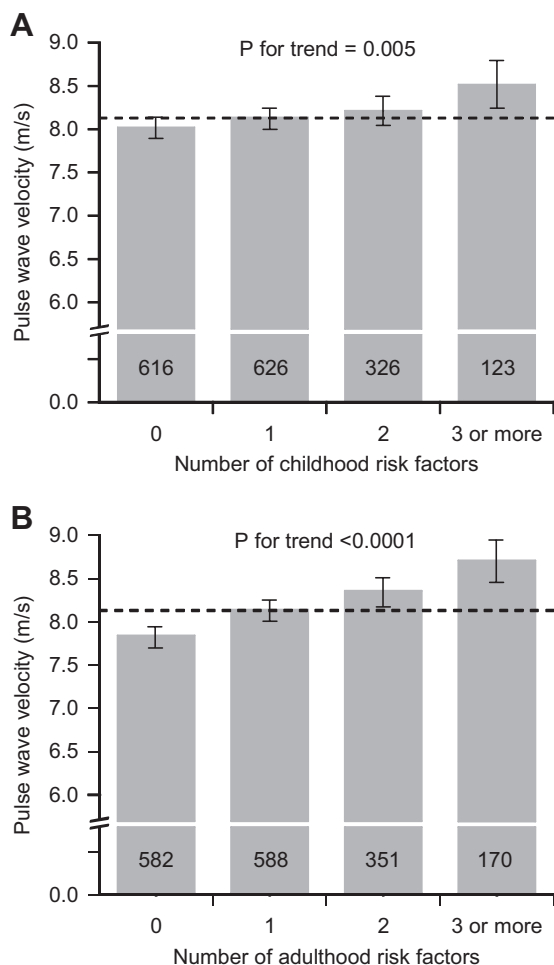 A
P for trend = 0.005
Pulse wave velocity (m/s)
9.0
8.5
8.0
7.5
7.0
6.5
6.0
0.0
616 626 326 123
0 1 2 3 or more
Number of childhood risk factors
B
P for trend <0.0001
Pulse wave velocity (m/s)
9.0
8.5
8.0
7.5
7.0
6.5
6.0
0.0
582 588 351 170
0 1 2 3 or more
Number of adulthood risk factors